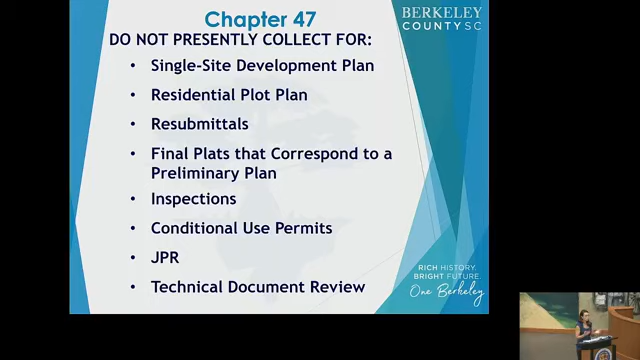 Chapter 47
BERKELEY
COUNTY SC
DO NOT PRESENTLY COLLECT FOR:
• Single-Site Development Plan
• Residential Plot Plan
• Resubmittals
• Final Plats that Correspond to a
Preliminary Plan
• Inspections
• Conditional Use Permits
• JPR
• Technical Document Review
RICH HISTORY.
BRIGHT FUTURE.
One Berkeley